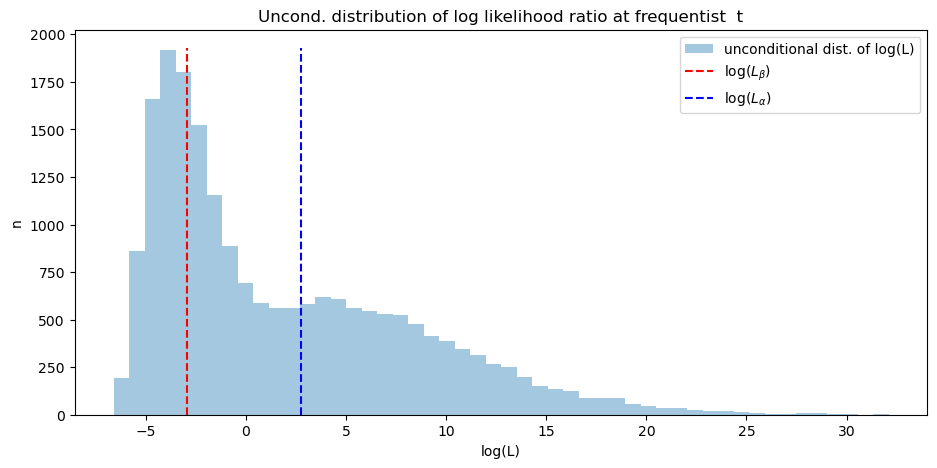 Uncond. distribution of log likelihood ratio at frequentist  t
unconditional dist. of log(L)
log(L_β)
log(L_α)
2000
1750
1500
1250
1000
750
500
250
0
n
−5 0 5 10 15 20 25 30
log(L)